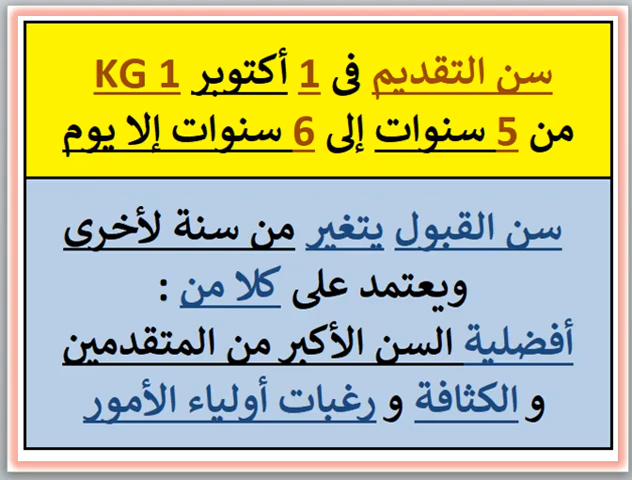 سن التقديم فى 1 أكتوبر KG 1
من 5 سنوات إلى 6 سنوات إلا يوم
سن القبول يتغير من سنة لأخرى
ويعتمد على كلا من :
أفضلية السن الأكبر من المتقدمين
و الكثافة و رغبات أولياء الأمور